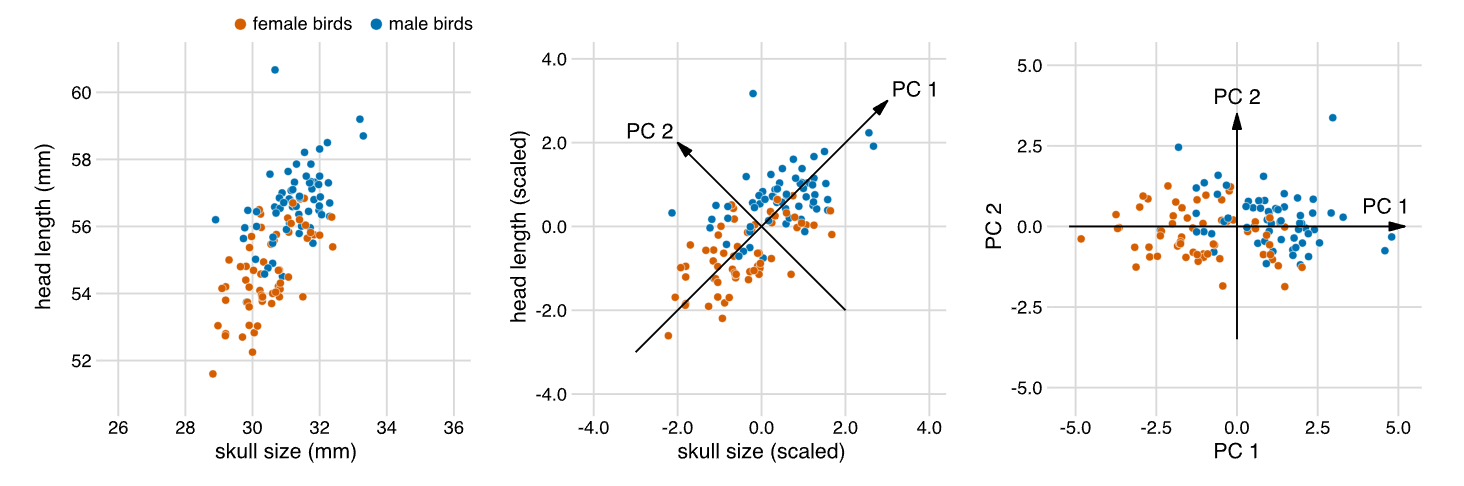 female birds male birds
60
58
56
54
52
26 28 30 32 34 36
head length (mm)
skull size (mm)
4.0
2.0
0.0
-2.0
-4.0
-4.0 -2.0 0.0 2.0 4.0
head length (scaled)
skull size (scaled)
PC 1
PC 2
5.0
2.5
0.0
-2.5
-5.0
-5.0 -2.5 0.0 2.5 5.0
PC 2
PC 1
PC 2
PC 1